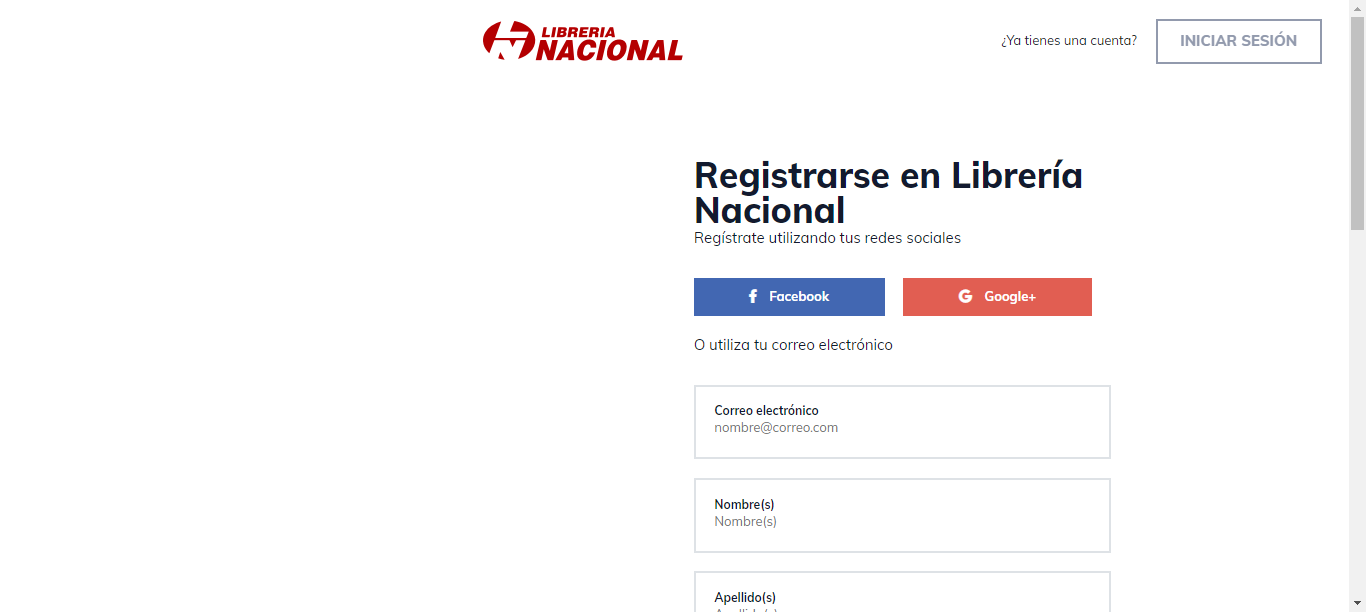 LIBRERIA
NACIONAL
¿Ya tienes una cuenta?
INICIAR SESIÓN
Registrarse en Librería
Nacional
Regístrate utilizando tus redes sociales
Facebook
Google+
O utiliza tu correo electrónico
Correo electrónico
nombre@correo.com
Nombre(s)
Nombre(s)
Apellido(s)